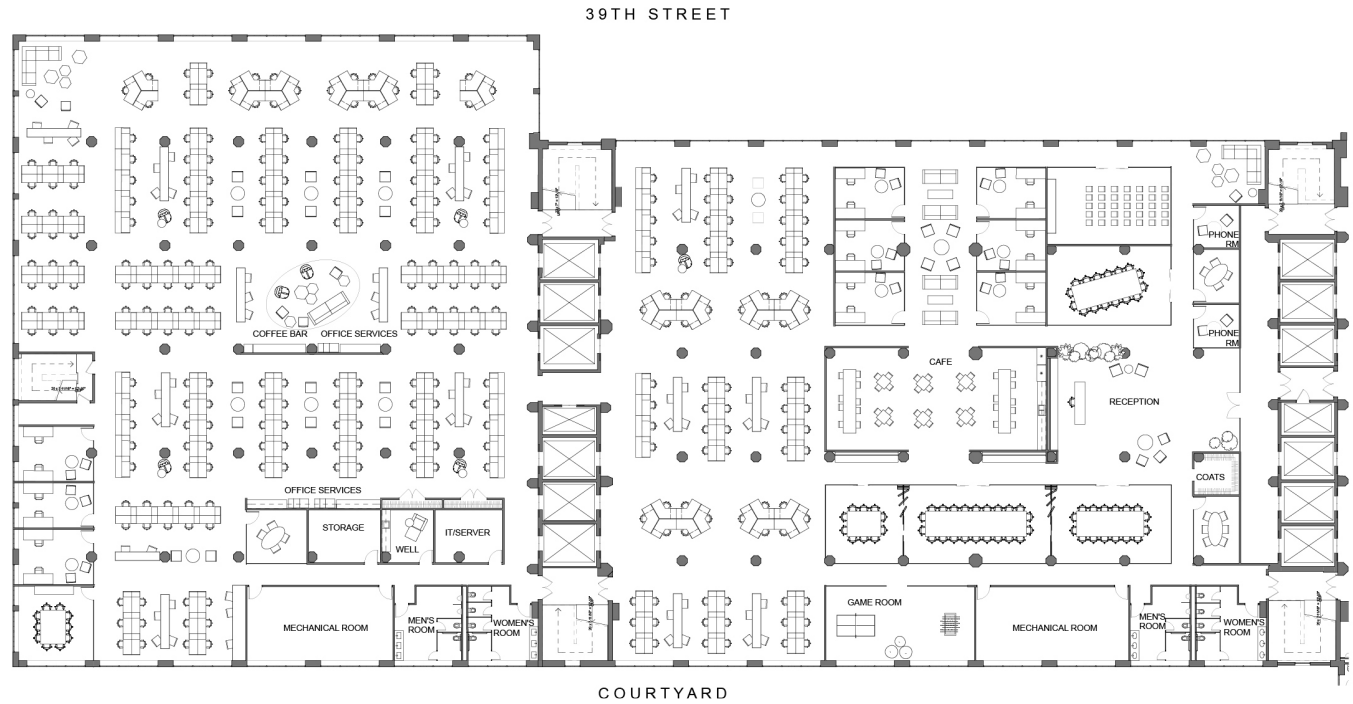 39TH STREET
PHONE
RM
PHONE
RM
COFFEE BAR
OFFICE SERVICES
CAFE
RECEPTION
COATS
OFFICE SERVICES
STORAGE
WELL
IT/SERVER
MECHANICAL ROOM
MEN'S
ROOM
WOMEN'S
ROOM
GAME ROOM
MECHANICAL ROOM
MEN'S
ROOM
WOMEN'S
ROOM
COURTYARD